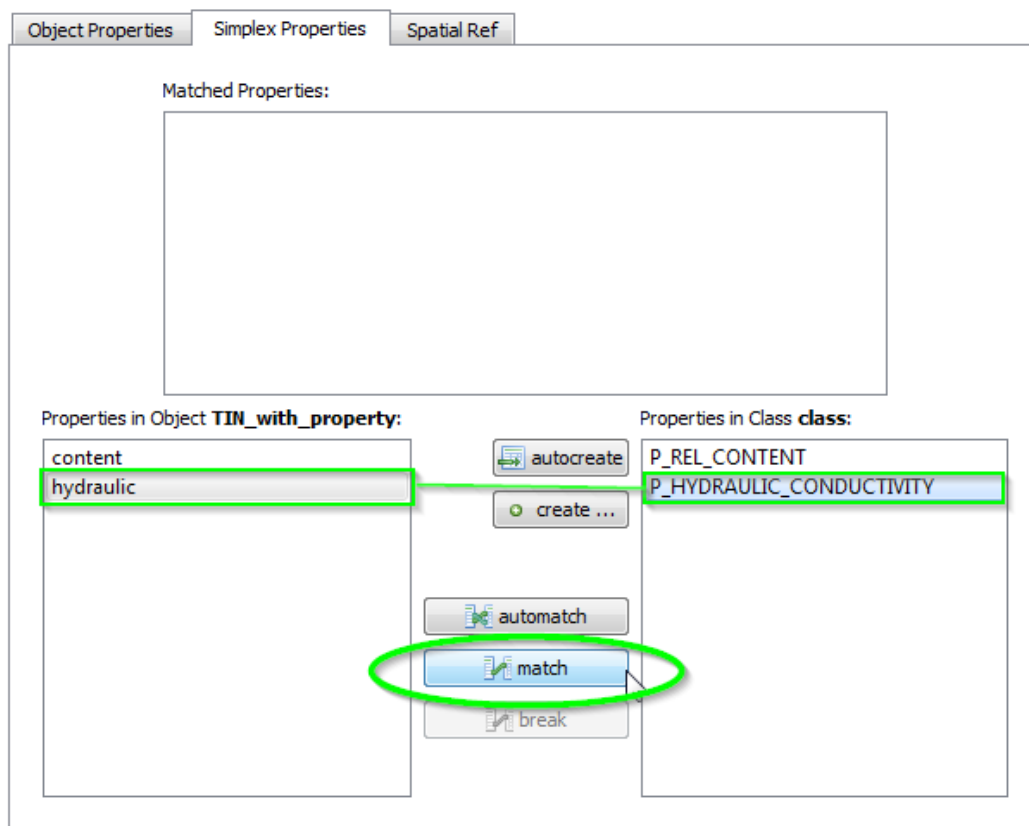 Object Properties
Simplex Properties
Spatial Ref
Matched Properties:
Properties in Object TIN_with_property:
content
hydraulic
autocreate
create ...
automatch
match
break
Properties in Class class:
P_REL_CONTENT
P_HYDRAULIC_CONDUCTIVITY